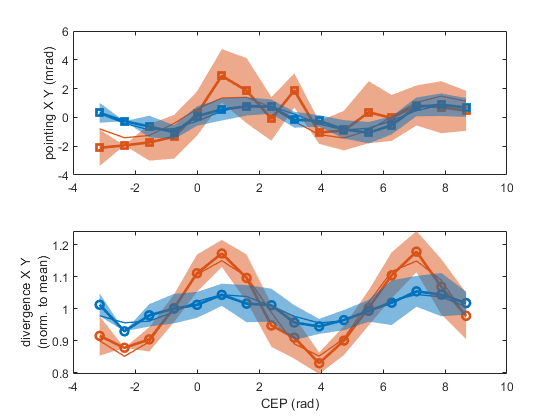 6
4
2
0
-2
-4
pointing X Y (mrad)
-4 -2 0 2 4 6 8 10
1.2
1.1
1
0.9
0.8
divergence X Y
(norm. to mean)
-4 -2 0 2 4 6 8 10
CEP (rad)